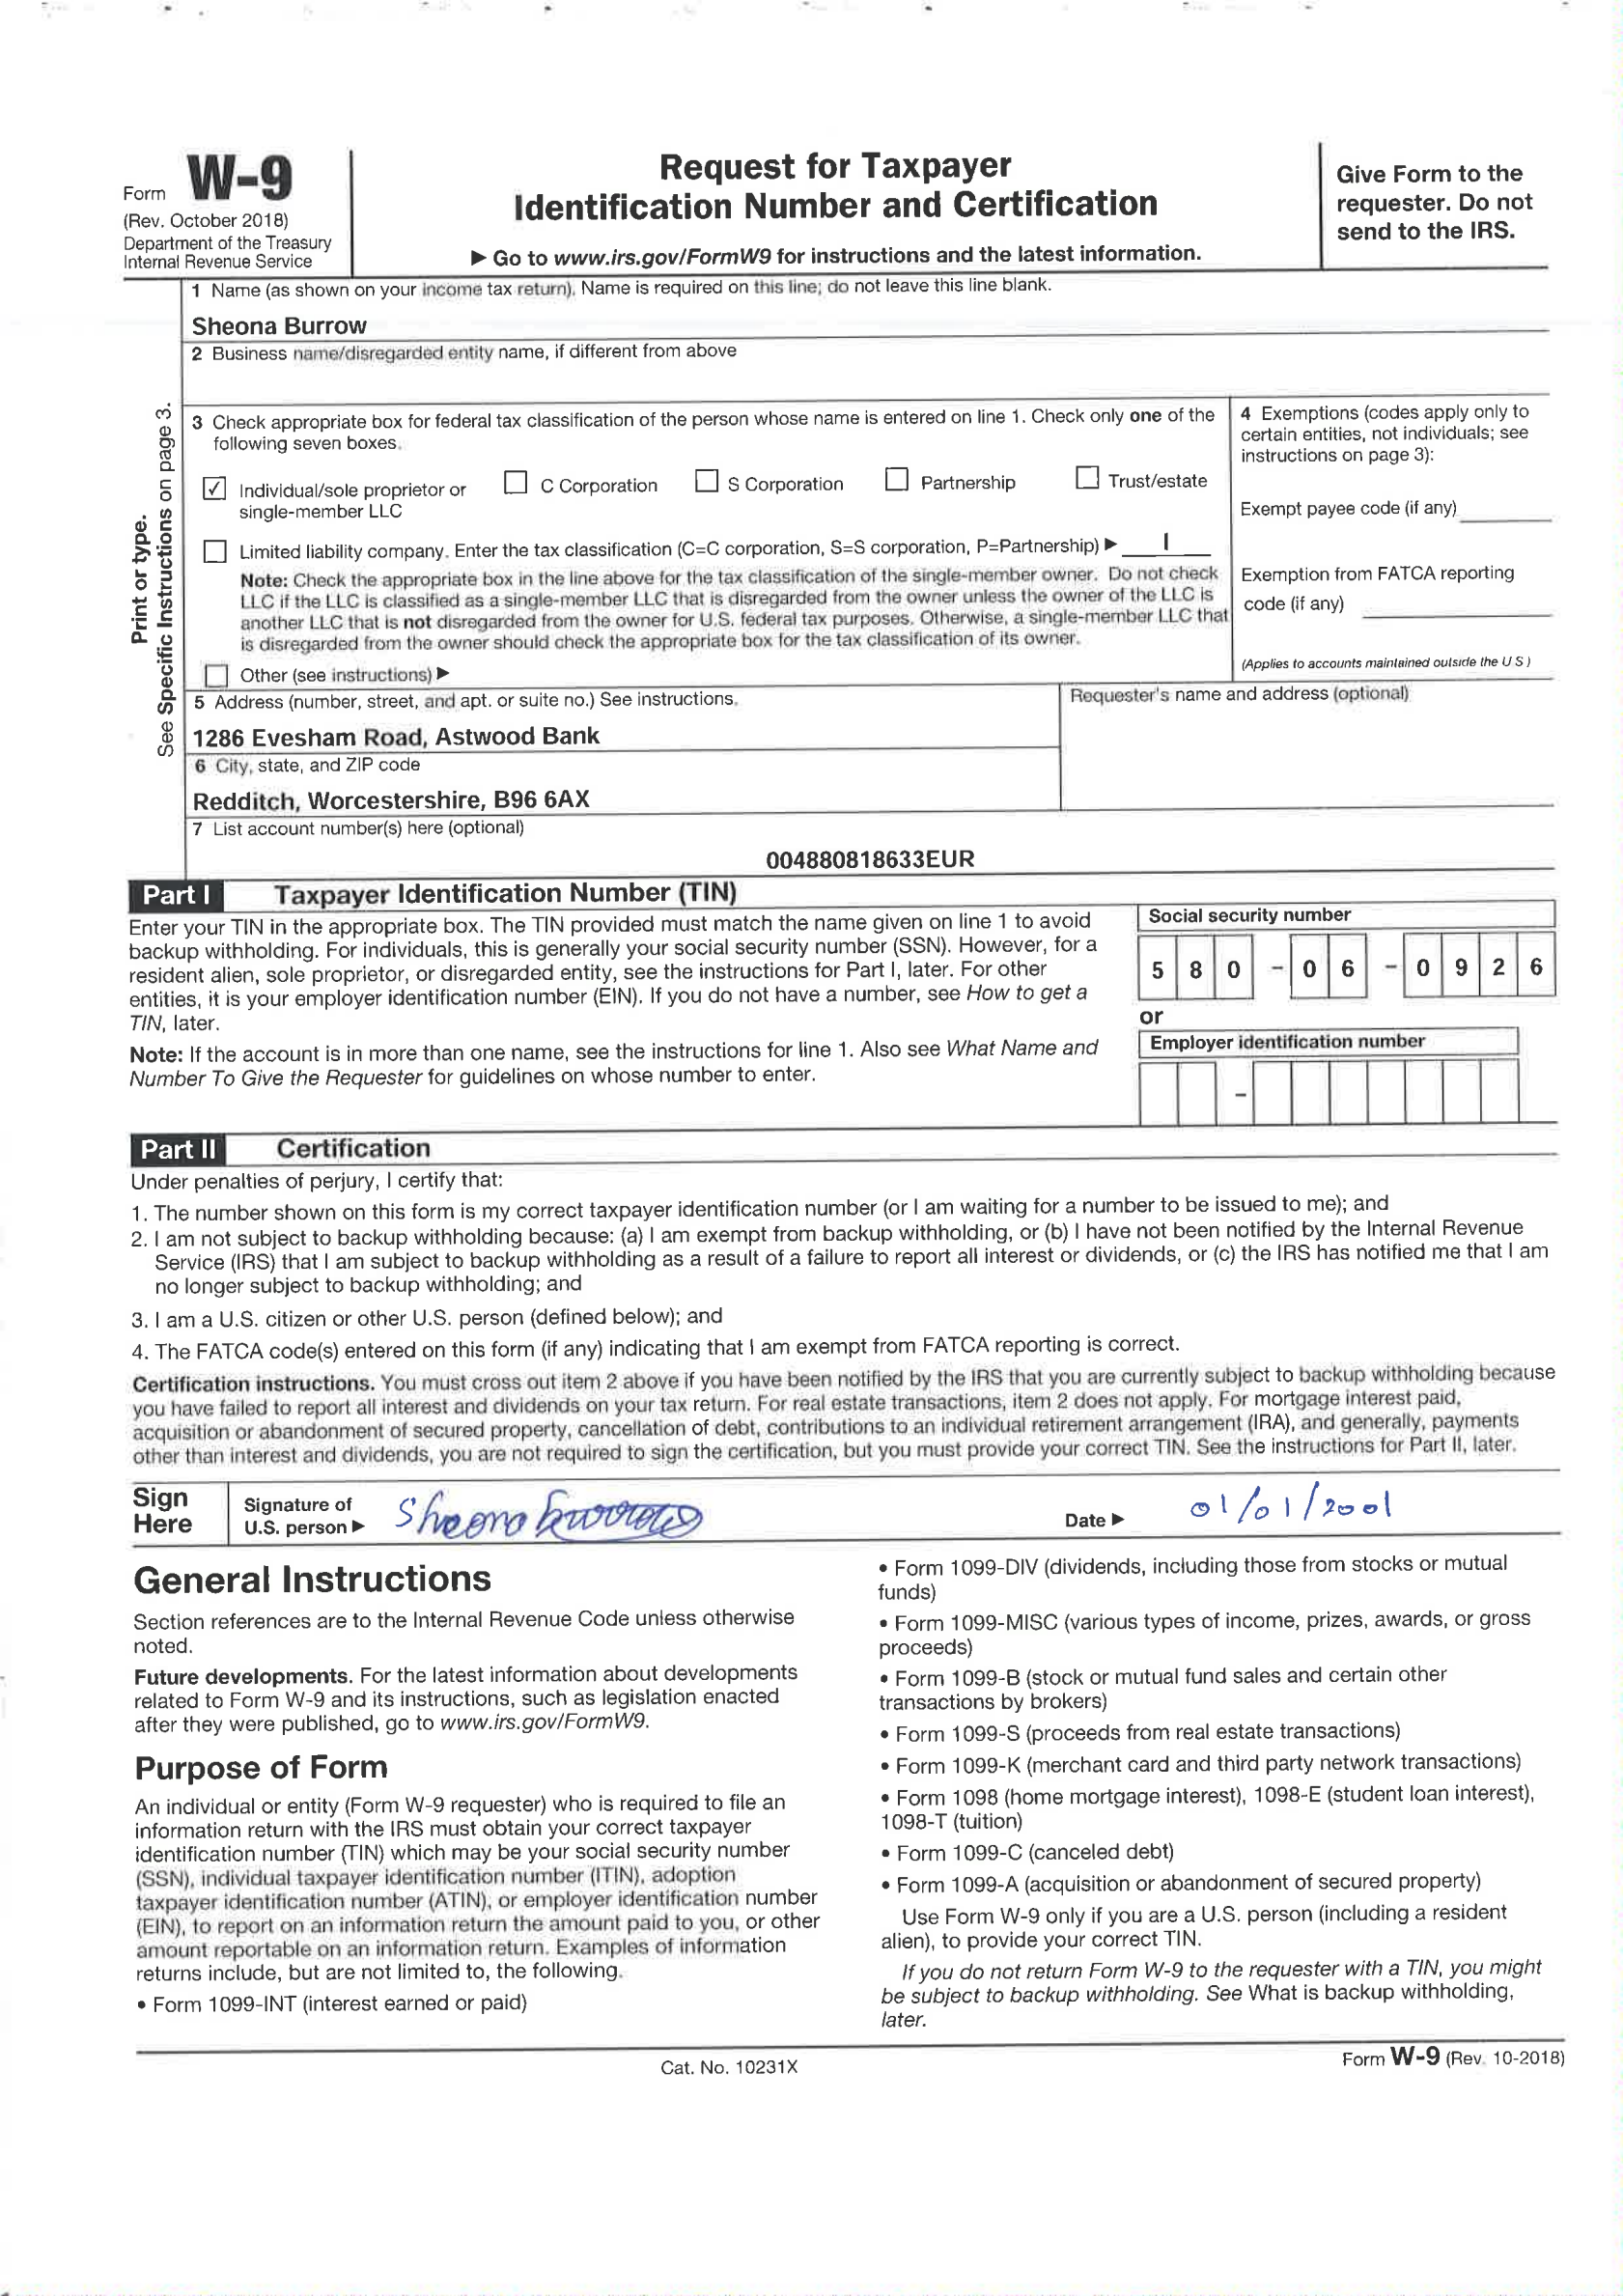 Form W-9
(Rev. October 2018)
Department of the Treasury
Internal Revenue Service
Request for Taxpayer
Identification Number and Certification
▶ Go to www.irs.gov/FormW9 for instructions and the latest information.
Give Form to the
requester. Do not
send to the IRS.
Print or type.
See Specific Instructions on page 3.
1 Name (as shown on your income tax return). Name is required on this line; do not leave this line blank.
Sheona Burrow
2 Business name/disregarded entity name, if different from above
3 Check appropriate box for federal tax classification of the person whose name is entered on line 1. Check only one of the
following seven boxes.
☑ Individual/sole proprietor or
single-member LLC
☐ C Corporation
☐ S Corporation
☐ Partnership
☐ Trust/estate
☐ Limited liability company. Enter the tax classification (C=C corporation, S=S corporation, P=Partnership) ▶ I
Note: Check the appropriate box in the line above for the tax classification of the single-member owner. Do not check
LLC if the LLC is classified as a single-member LLC that is disregarded from the owner unless the owner of the LLC is
another LLC that is not disregarded from the owner for U.S. federal tax purposes. Otherwise, a single-member LLC that
is disregarded from the owner should check the appropriate box for the tax classification of its owner.
☐ Other (see instructions) ▶
4 Exemptions (codes apply only to
certain entities, not individuals; see
instructions on page 3):
Exempt payee code (if any)
Exemption from FATCA reporting
code (if any)
(Applies to accounts maintained outside the U S )
5 Address (number, street, and apt. or suite no.) See instructions.
1286 Evesham Road, Astwood Bank
6 City, state, and ZIP code
Redditch, Worcestershire, B96 6AX
Requester's name and address (optional)
7 List account number(s) here (optional)
004880818633EUR
Part I Taxpayer Identification Number (TIN)
Enter your TIN in the appropriate box. The TIN provided must match the name given on line 1 to avoid
backup withholding. For individuals, this is generally your social security number (SSN). However, for a
resident alien, sole proprietor, or disregarded entity, see the instructions for Part I, later. For other
entities, it is your employer identification number (EIN). If you do not have a number, see How to get a
TIN, later.
Note: If the account is in more than one name, see the instructions for line 1. Also see What Name and
Number To Give the Requester for guidelines on whose number to enter.
Social security number
5 8 0 - 0 6 - 0 9 2 6
or
Employer identification number
-
Part II Certification
Under penalties of perjury, I certify that:
1. The number shown on this form is my correct taxpayer identification number (or I am waiting for a number to be issued to me); and
2. I am not subject to backup withholding because: (a) I am exempt from backup withholding, or (b) I have not been notified by the Internal Revenue
Service (IRS) that I am subject to backup withholding as a result of a failure to report all interest or dividends, or (c) the IRS has notified me that I am
no longer subject to backup withholding; and
3. I am a U.S. citizen or other U.S. person (defined below); and
4. The FATCA code(s) entered on this form (if any) indicating that I am exempt from FATCA reporting is correct.
Certification instructions. You must cross out item 2 above if you have been notified by the IRS that you are currently subject to backup withholding because
you have failed to report all interest and dividends on your tax return. For real estate transactions, item 2 does not apply. For mortgage interest paid,
acquisition or abandonment of secured property, cancellation of debt, contributions to an individual retirement arrangement (IRA), and generally, payments
other than interest and dividends, you are not required to sign the certification, but you must provide your correct TIN. See the instructions for Part II, later.
Sign
Here
Signature of
U.S. person ▶
Sheona Burrow
Date ▶ 01/01/2001
General Instructions
Section references are to the Internal Revenue Code unless otherwise
noted.
Future developments. For the latest information about developments
related to Form W-9 and its instructions, such as legislation enacted
after they were published, go to www.irs.gov/FormW9.
Purpose of Form
An individual or entity (Form W-9 requester) who is required to file an
information return with the IRS must obtain your correct taxpayer
identification number (TIN) which may be your social security number
(SSN), individual taxpayer identification number (ITIN), adoption
taxpayer identification number (ATIN), or employer identification number
(EIN), to report on an information return the amount paid to you, or other
amount reportable on an information return. Examples of information
returns include, but are not limited to, the following.
• Form 1099-INT (interest earned or paid)
• Form 1099-DIV (dividends, including those from stocks or mutual
funds)
• Form 1099-MISC (various types of income, prizes, awards, or gross
proceeds)
• Form 1099-B (stock or mutual fund sales and certain other
transactions by brokers)
• Form 1099-S (proceeds from real estate transactions)
• Form 1099-K (merchant card and third party network transactions)
• Form 1098 (home mortgage interest), 1098-E (student loan interest),
1098-T (tuition)
• Form 1099-C (canceled debt)
• Form 1099-A (acquisition or abandonment of secured property)
Use Form W-9 only if you are a U.S. person (including a resident
alien), to provide your correct TIN.
If you do not return Form W-9 to the requester with a TIN, you might
be subject to backup withholding. See What is backup withholding,
later.
Cat. No. 10231X
Form W-9 (Rev. 10-2018)